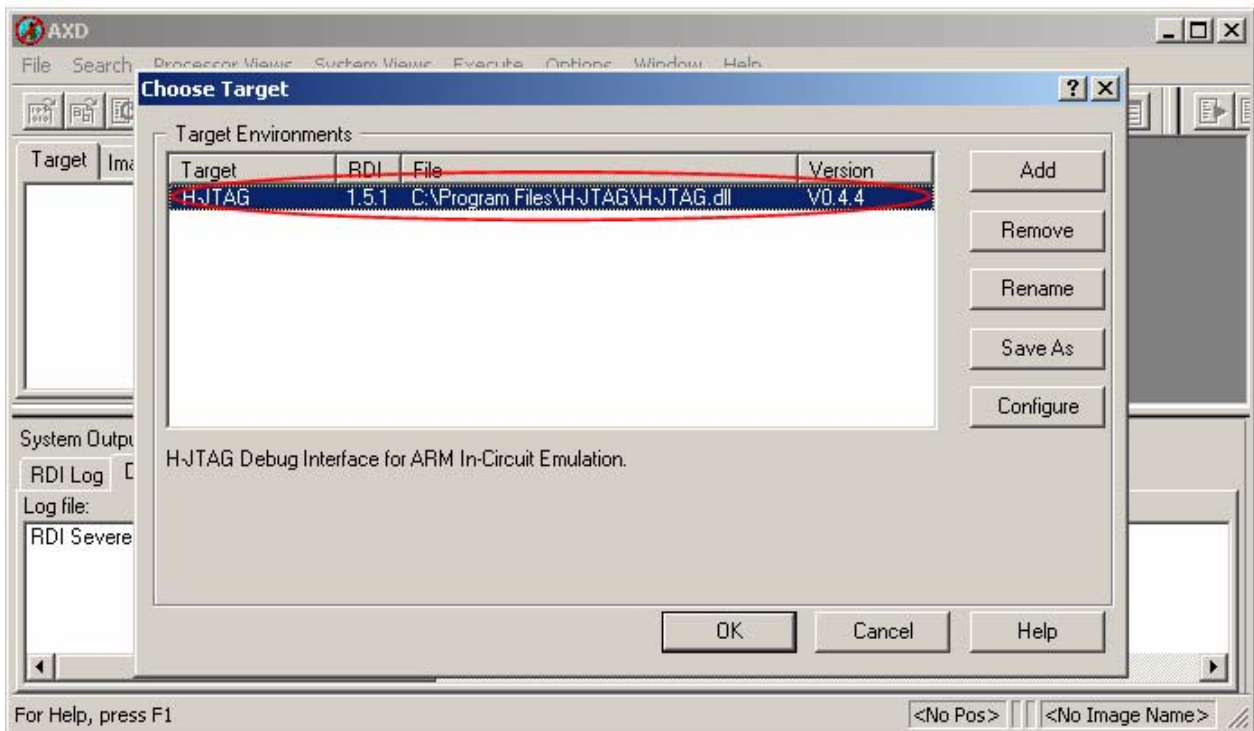 AXD
File Search Processor Views System Views Execute Options Window Help
Choose Target
Target Environments
Target RDI File Version
H-JTAG 1.5.1 C:\Program Files\H-JTAG\H-JTAG.dll V0.4.4
Add
Remove
Rename
Save As
Configure
H-JTAG Debug Interface for ARM In-Circuit Emulation.
OK Cancel Help
Target
RDI Log
Log file:
RDI Severe
For Help, press F1 <No Pos> <No Image Name>